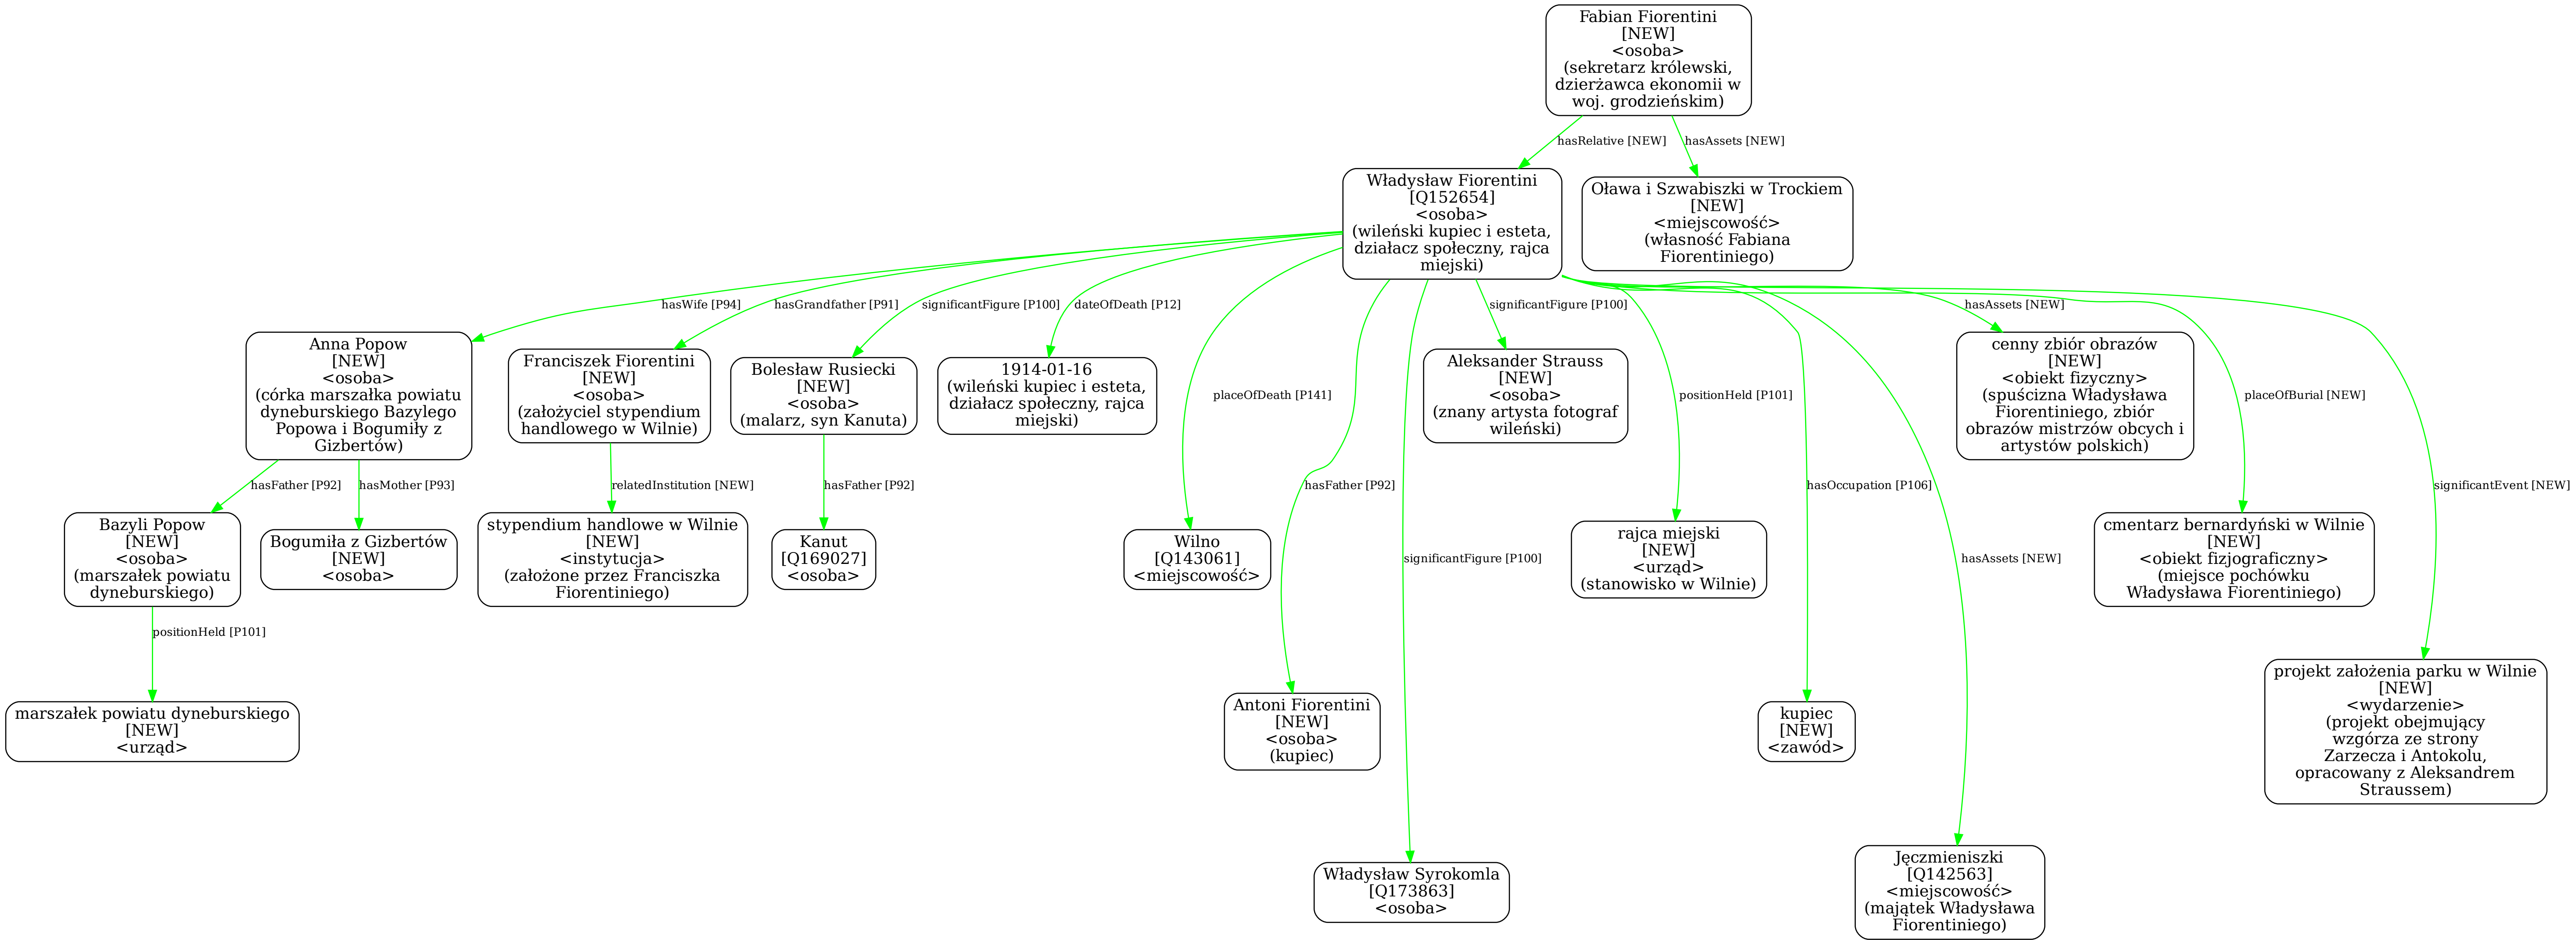 Fabian Fiorentini
[NEW]
<osoba>
(sekretarz królewski,
dzierżawca ekonomii w
woj. grodzieńskim)
hasRelative [NEW]
hasAssets [NEW]
Władysław Fiorentini
[Q152654]
<osoba>
(wileński kupiec i esteta,
działacz społeczny, rajca
miejski)
Oława i Szwabiszki w Trockiem
[NEW]
<miejscowość>
(własność Fabiana
Fiorentiniego)
hasWife [P94]
hasGrandfather [P91]
significantFigure [P100]
dateOfDeath [P12]
significantFigure [P100]
hasAssets [NEW]
placeOfDeath [P141]
positionHeld [P101]
placeOfBurial [NEW]
Anna Popow
[NEW]
<osoba>
(córka marszałka powiatu
dyneburskiego Bazylego
Popowa i Bogumiły z
Gizbertów)
Franciszek Fiorentini
[NEW]
<osoba>
(założyciel stypendium
handlowego w Wilnie)
Bolesław Rusiecki
[NEW]
<osoba>
(malarz, syn Kanuta)
1914-01-16
(wileński kupiec i esteta,
działacz społeczny, rajca
miejski)
Aleksander Strauss
[NEW]
<osoba>
(znany artysta fotograf
wileński)
cenny zbiór obrazów
[NEW]
<obiekt fizyczny>
(spuścizna Władysława
Fiorentiniego, zbiór
obrazów mistrzów obcych i
artystów polskich)
hasFather [P92]
hasMother [P93]
relatedInstitution [NEW]
hasFather [P92]
hasFather [P92]
hasOccupation [P106]
significantEvent [NEW]
Bazyli Popow
[NEW]
<osoba>
(marszałek powiatu
dyneburskiego)
Bogumiła z Gizbertów
[NEW]
<osoba>
stypendium handlowe w Wilnie
[NEW]
<instytucja>
(założone przez Franciszka
Fiorentiniego)
Kanut
[Q169027]
<osoba>
Wilno
[Q143061]
<miejscowość>
significantFigure [P100]
rajca miejski
[NEW]
<urząd>
(stanowisko w Wilnie)
hasAssets [NEW]
cmentarz bernardyński w Wilnie
[NEW]
<obiekt fizjograficzny>
(miejsce pochówku
Władysława Fiorentiniego)
positionHeld [P101]
marszałek powiatu dyneburskiego
[NEW]
<urząd>
Antoni Fiorentini
[NEW]
<osoba>
(kupiec)
kupiec
[NEW]
<zawód>
projekt założenia parku w Wilnie
[NEW]
<wydarzenie>
(projekt obejmujący
wzgórza ze strony
Zarzecza i Antokolu,
opracowany z Aleksandrem
Straussem)
Władysław Syrokomla
[Q173863]
<osoba>
Jęczmieniszki
[Q142563]
<miejscowość>
(majątek Władysława
Fiorentiniego)